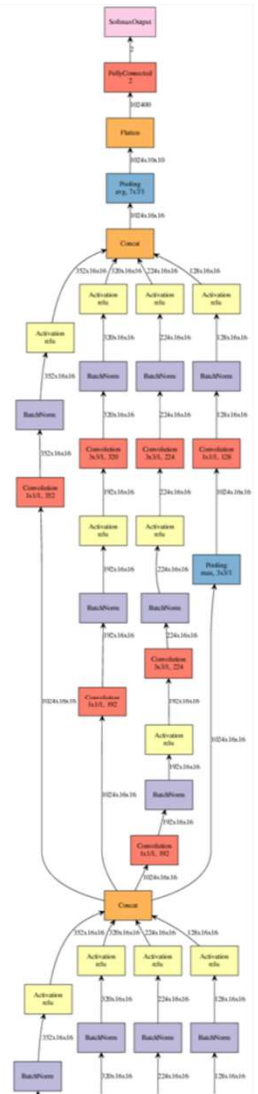 SoftmaxOutput
2
FullyConnected
2
102400
Flatten
1024x10x10
Pooling
avg, 7x7/1
1024x16x16
Concat
352x16x16 320x16x16 224x16x16 128x16x16
Activation
relu
Activation
relu
Activation
relu
Activation
relu
320x16x16 224x16x16 128x16x16
352x16x16
BatchNorm BatchNorm BatchNorm
BatchNorm
320x16x16 224x16x16 128x16x16
352x16x16
Convolution
3x3/1, 320
Convolution
3x3/1, 224
Convolution
1x1/1, 128
Convolution
1x1/1, 352
192x16x16 224x16x16 1024x16x16
Activation
relu
Activation
relu
Pooling
max, 3x3/1
192x16x16 224x16x16
BatchNorm BatchNorm
192x16x16 224x16x16
Convolution
3x3/1, 224
Convolution
1x1/1, 192
1024x16x16 192x16x16 1024x16x16
Activation
relu
192x16x16
1024x16x16
BatchNorm
192x16x16
Convolution
1x1/1, 192
1024x16x16
Concat
352x16x16 320x16x16 224x16x16 128x16x16
Activation
relu
Activation
relu
Activation
relu
Activation
relu
320x16x16 224x16x16 128x16x16
352x16x16
BatchNorm BatchNorm BatchNorm
BatchNorm
320x16x16 224x16x16 128x16x16